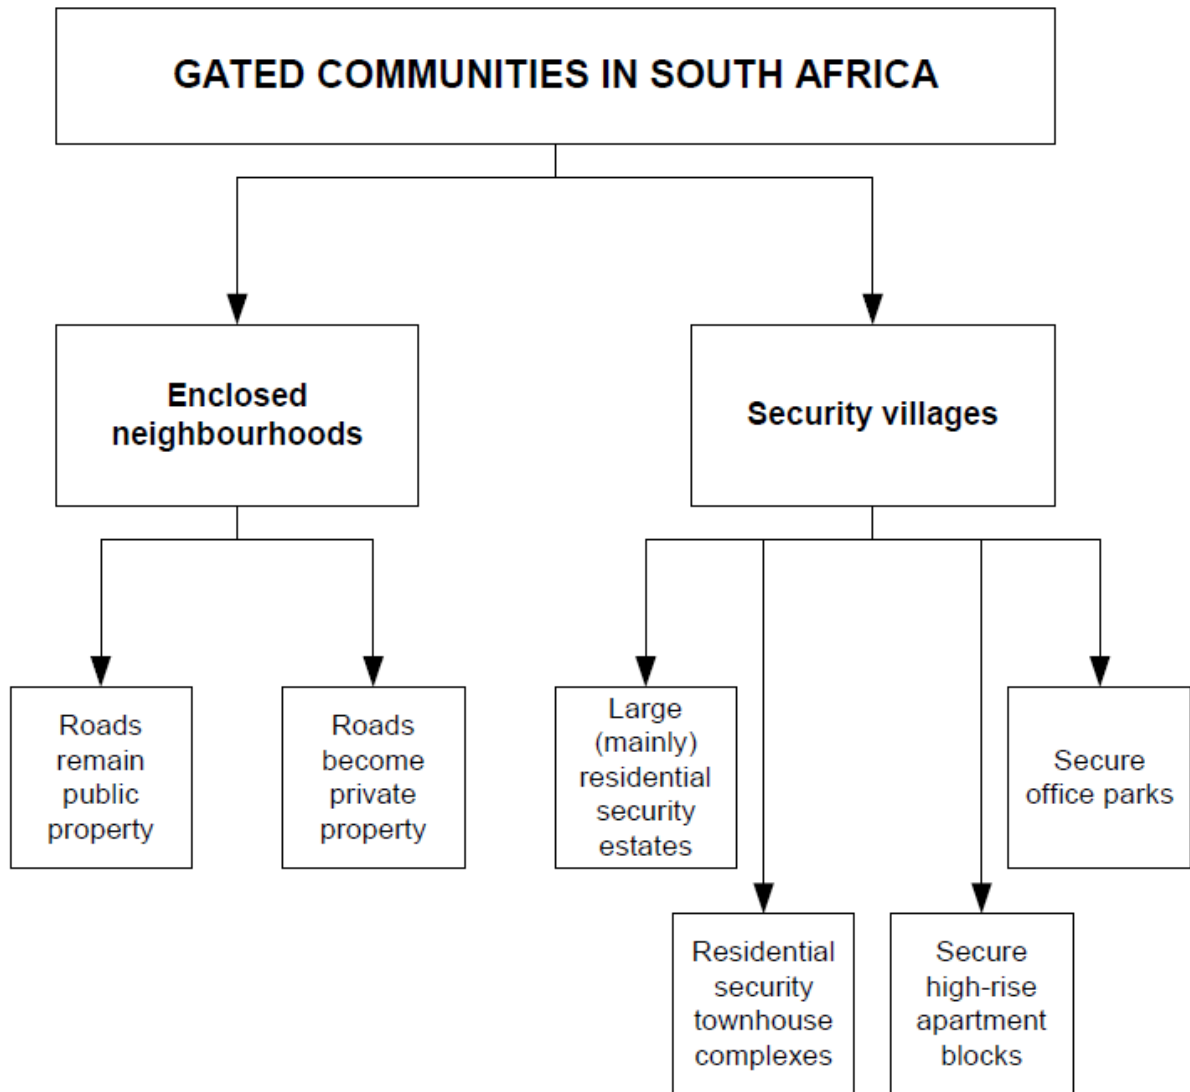 GATED COMMUNITIES IN SOUTH AFRICA
Enclosed
neighbourhoods
Security villages
Roads
remain
public
property
Roads
become
private
property
Large
(mainly)
residential
security
estates
Secure
office parks
Residential
security
townhouse
complexes
Secure
high-rise
apartment
blocks